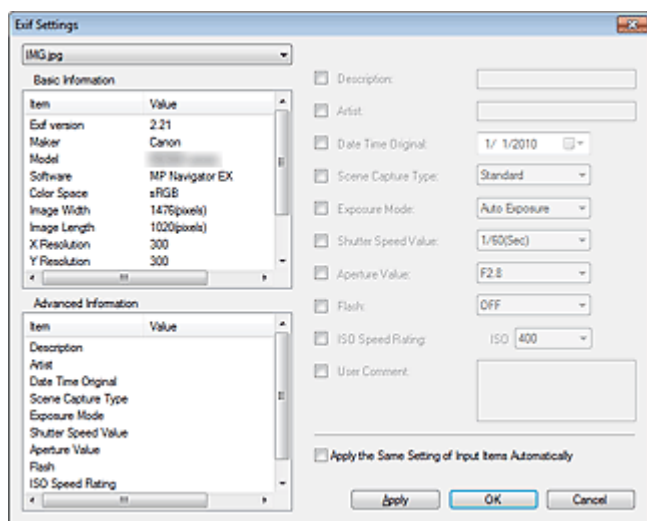 Exif Settings
IMG.jpg
Basic Information
Item Value
Exif version 2.21
Maker Canon
Model
Software MP Navigator EX
Color Space sRGB
Image Width 1476(pixels)
Image Length 1020(pixels)
X Resolution 300
Y Resolution 300
Advanced Information
Item Value
Description
Artist
Date Time Original
Scene Capture Type
Exposure Mode
Shutter Speed Value
Aperture Value
Flash
ISO Speed Rating
Description:
Artist:
Date Time Original: 1/ 1/2010
Scene Capture Type: Standard
Exposure Mode: Auto Exposure
Shutter Speed Value: 1/60(Sec)
Aperture Value: F2.8
Flash: OFF
ISO Speed Rating: ISO 400
User Comment:
Apply the Same Setting of Input Items Automatically
Apply OK Cancel